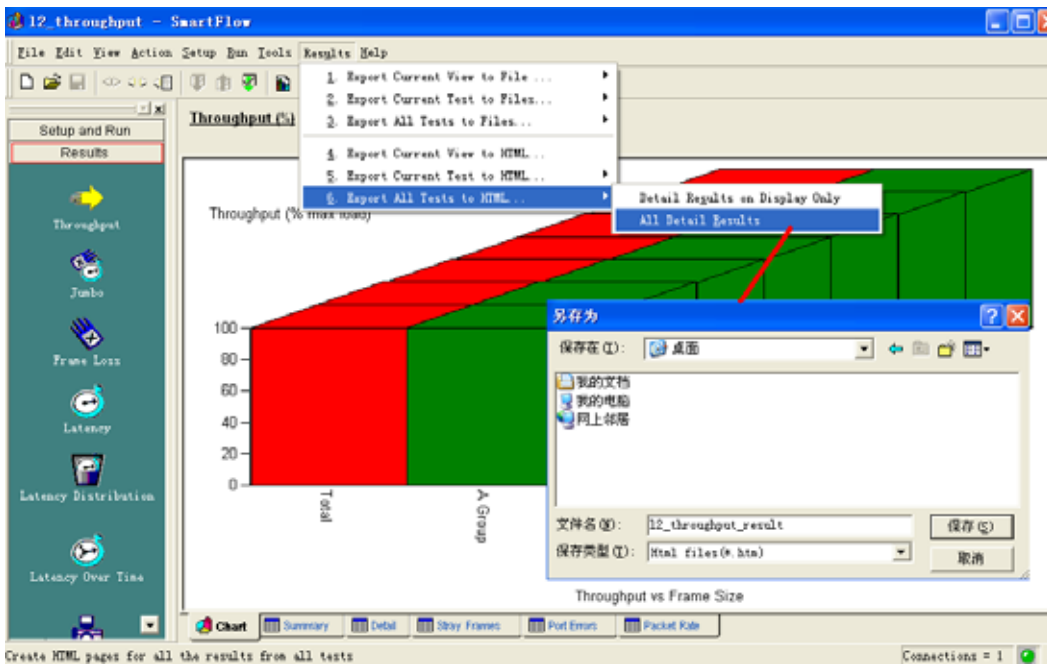 l2_throughput - SmartFlow
File Edit View Action Setup Run Tools Results Help
1. Export Current View to File ...
2. Export Current Test to Files...
3. Export All Tests to Files...
4. Export Current View to HTML...
5. Export Current Test to HTML...
6. Export All Tests to HTML...
Detail Results on Display Only
All Detail Results
Setup and Run
Results
Throughput
Jumbo
Frame Loss
Latency
Latency Distribution
Latency Over Time
Throughput (%)
Throughput (% max load)
100
80
60
40
20
0
Total
A Group
Throughput vs Frame Size
另存为
保存在(I):
桌面
我的文档
我的电脑
网上邻居
文件名(N):
l2_throughput_result
保存(S)
保存类型(T):
Html files(*.htm)
取消
Chart
Summary
Detail
Stray Frames
Port Errors
Packet Rate
Create HTML pages for all the results from all tests
Connections = 1